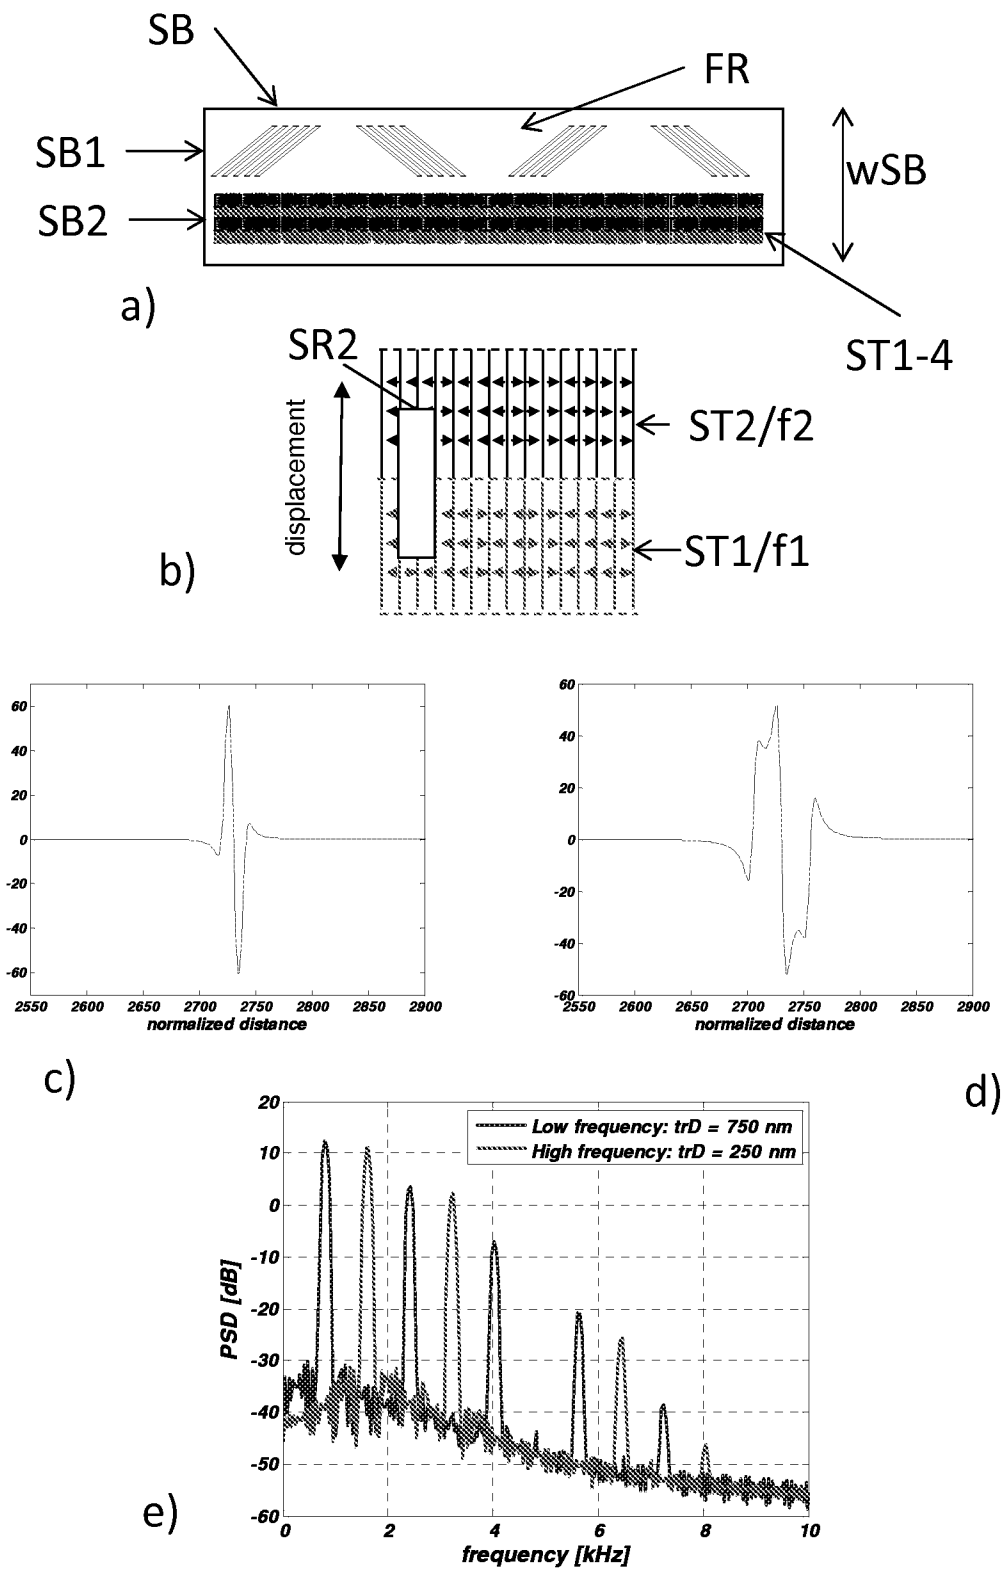 SB
FR
SB1
wSB
SB2
a)
ST1-4
SR2
displacement
ST2/f2
ST1/f1
b)
60
40
20
0
-20
-40
-60
2550 2600 2650 2700 2750 2800 2850 2900
normalized distance
60
40
20
0
-20
-40
-60
2550 2600 2650 2700 2750 2800 2850 2900
normalized distance
c)
d)
20
10
0
-10
-20
-30
-40
-50
-60
PSD [dB]
Low frequency: trD = 750 nm
High frequency: trD = 250 nm
0 2 4 6 8 10
frequency [kHz]
e)